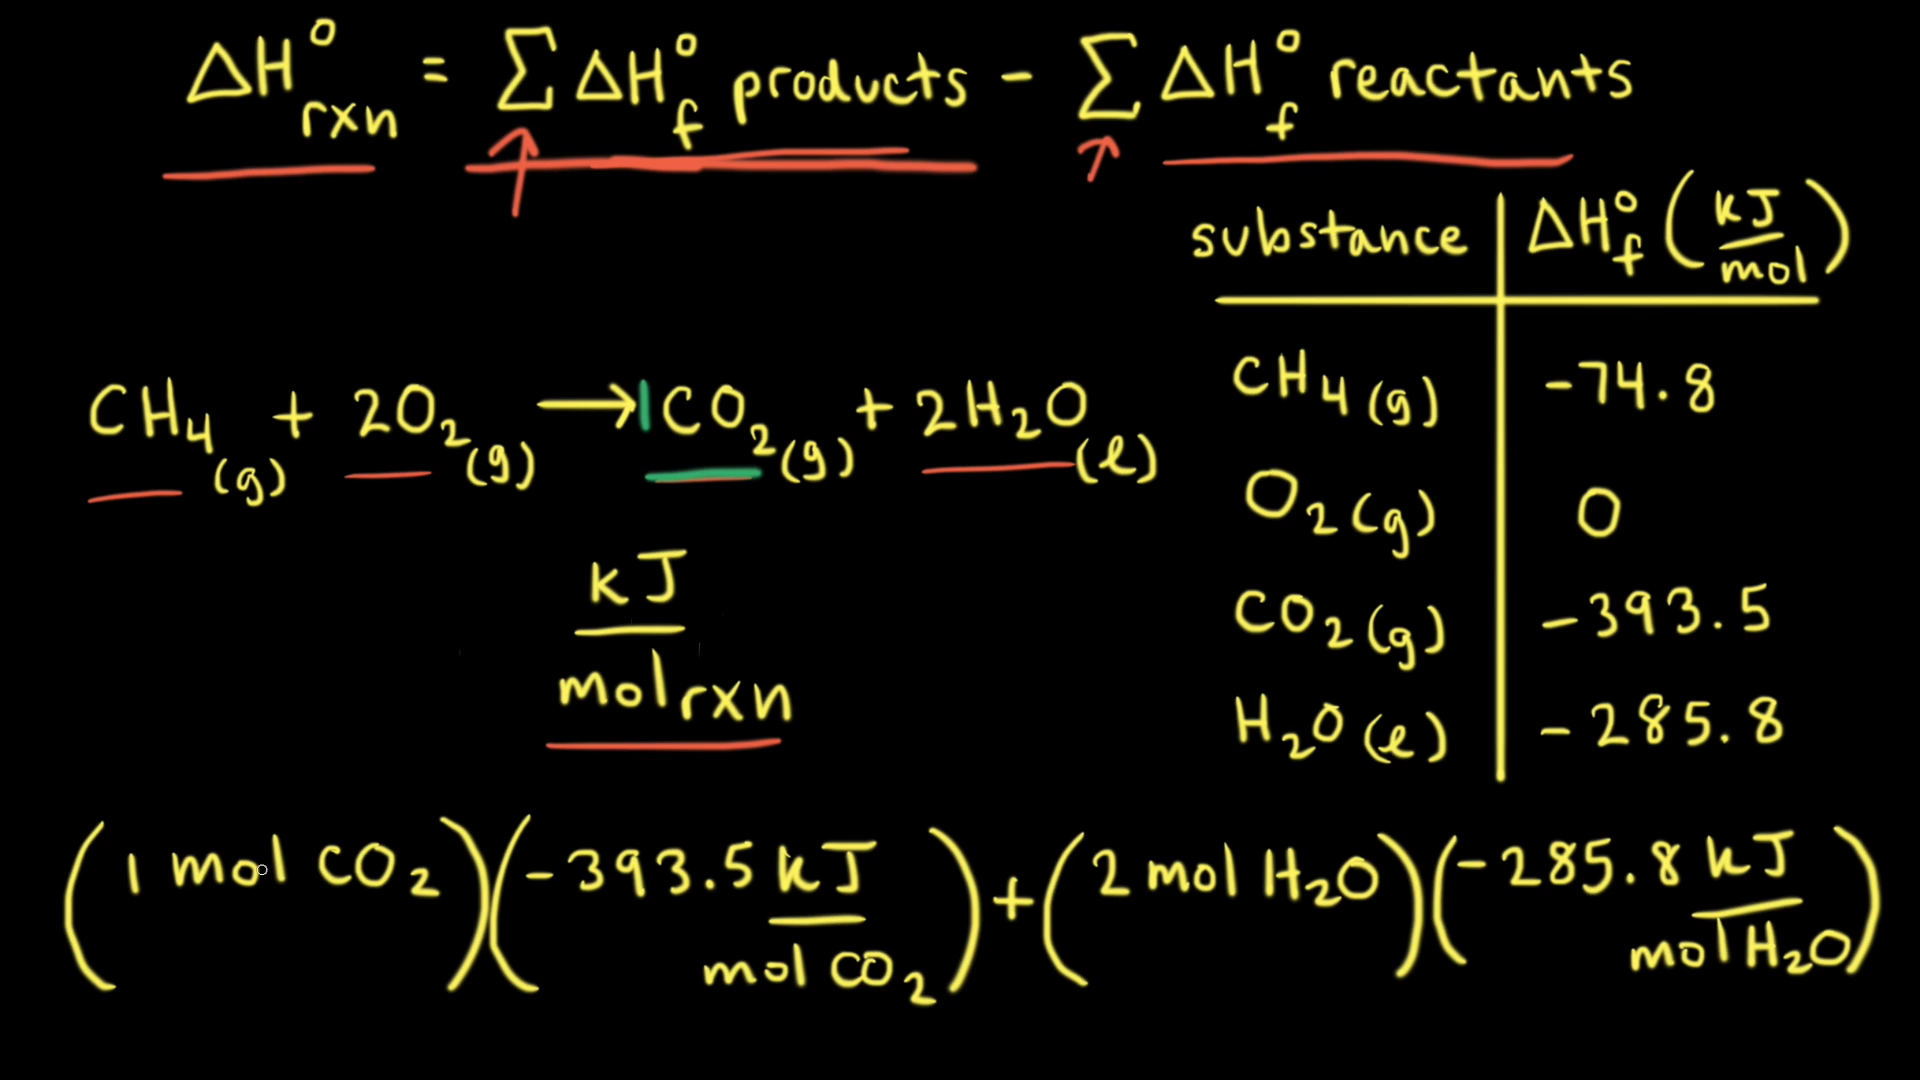 ΔH°rxn = Σ ΔH°f products - Σ ΔH°f reactants
substance ΔH°f (kJ/mol)
CH₄(g) -74.8
CH₄(g) + 2O₂(g) → 1CO₂(g) + 2H₂O(l)
O₂(g) 0
kJ
mol rxn
CO₂(g) -393.5
H₂O(l) -285.8
(1 mol CO₂)(-393.5 kJ/mol CO₂) + (2 mol H₂O)(-285.8 kJ/mol H₂O)